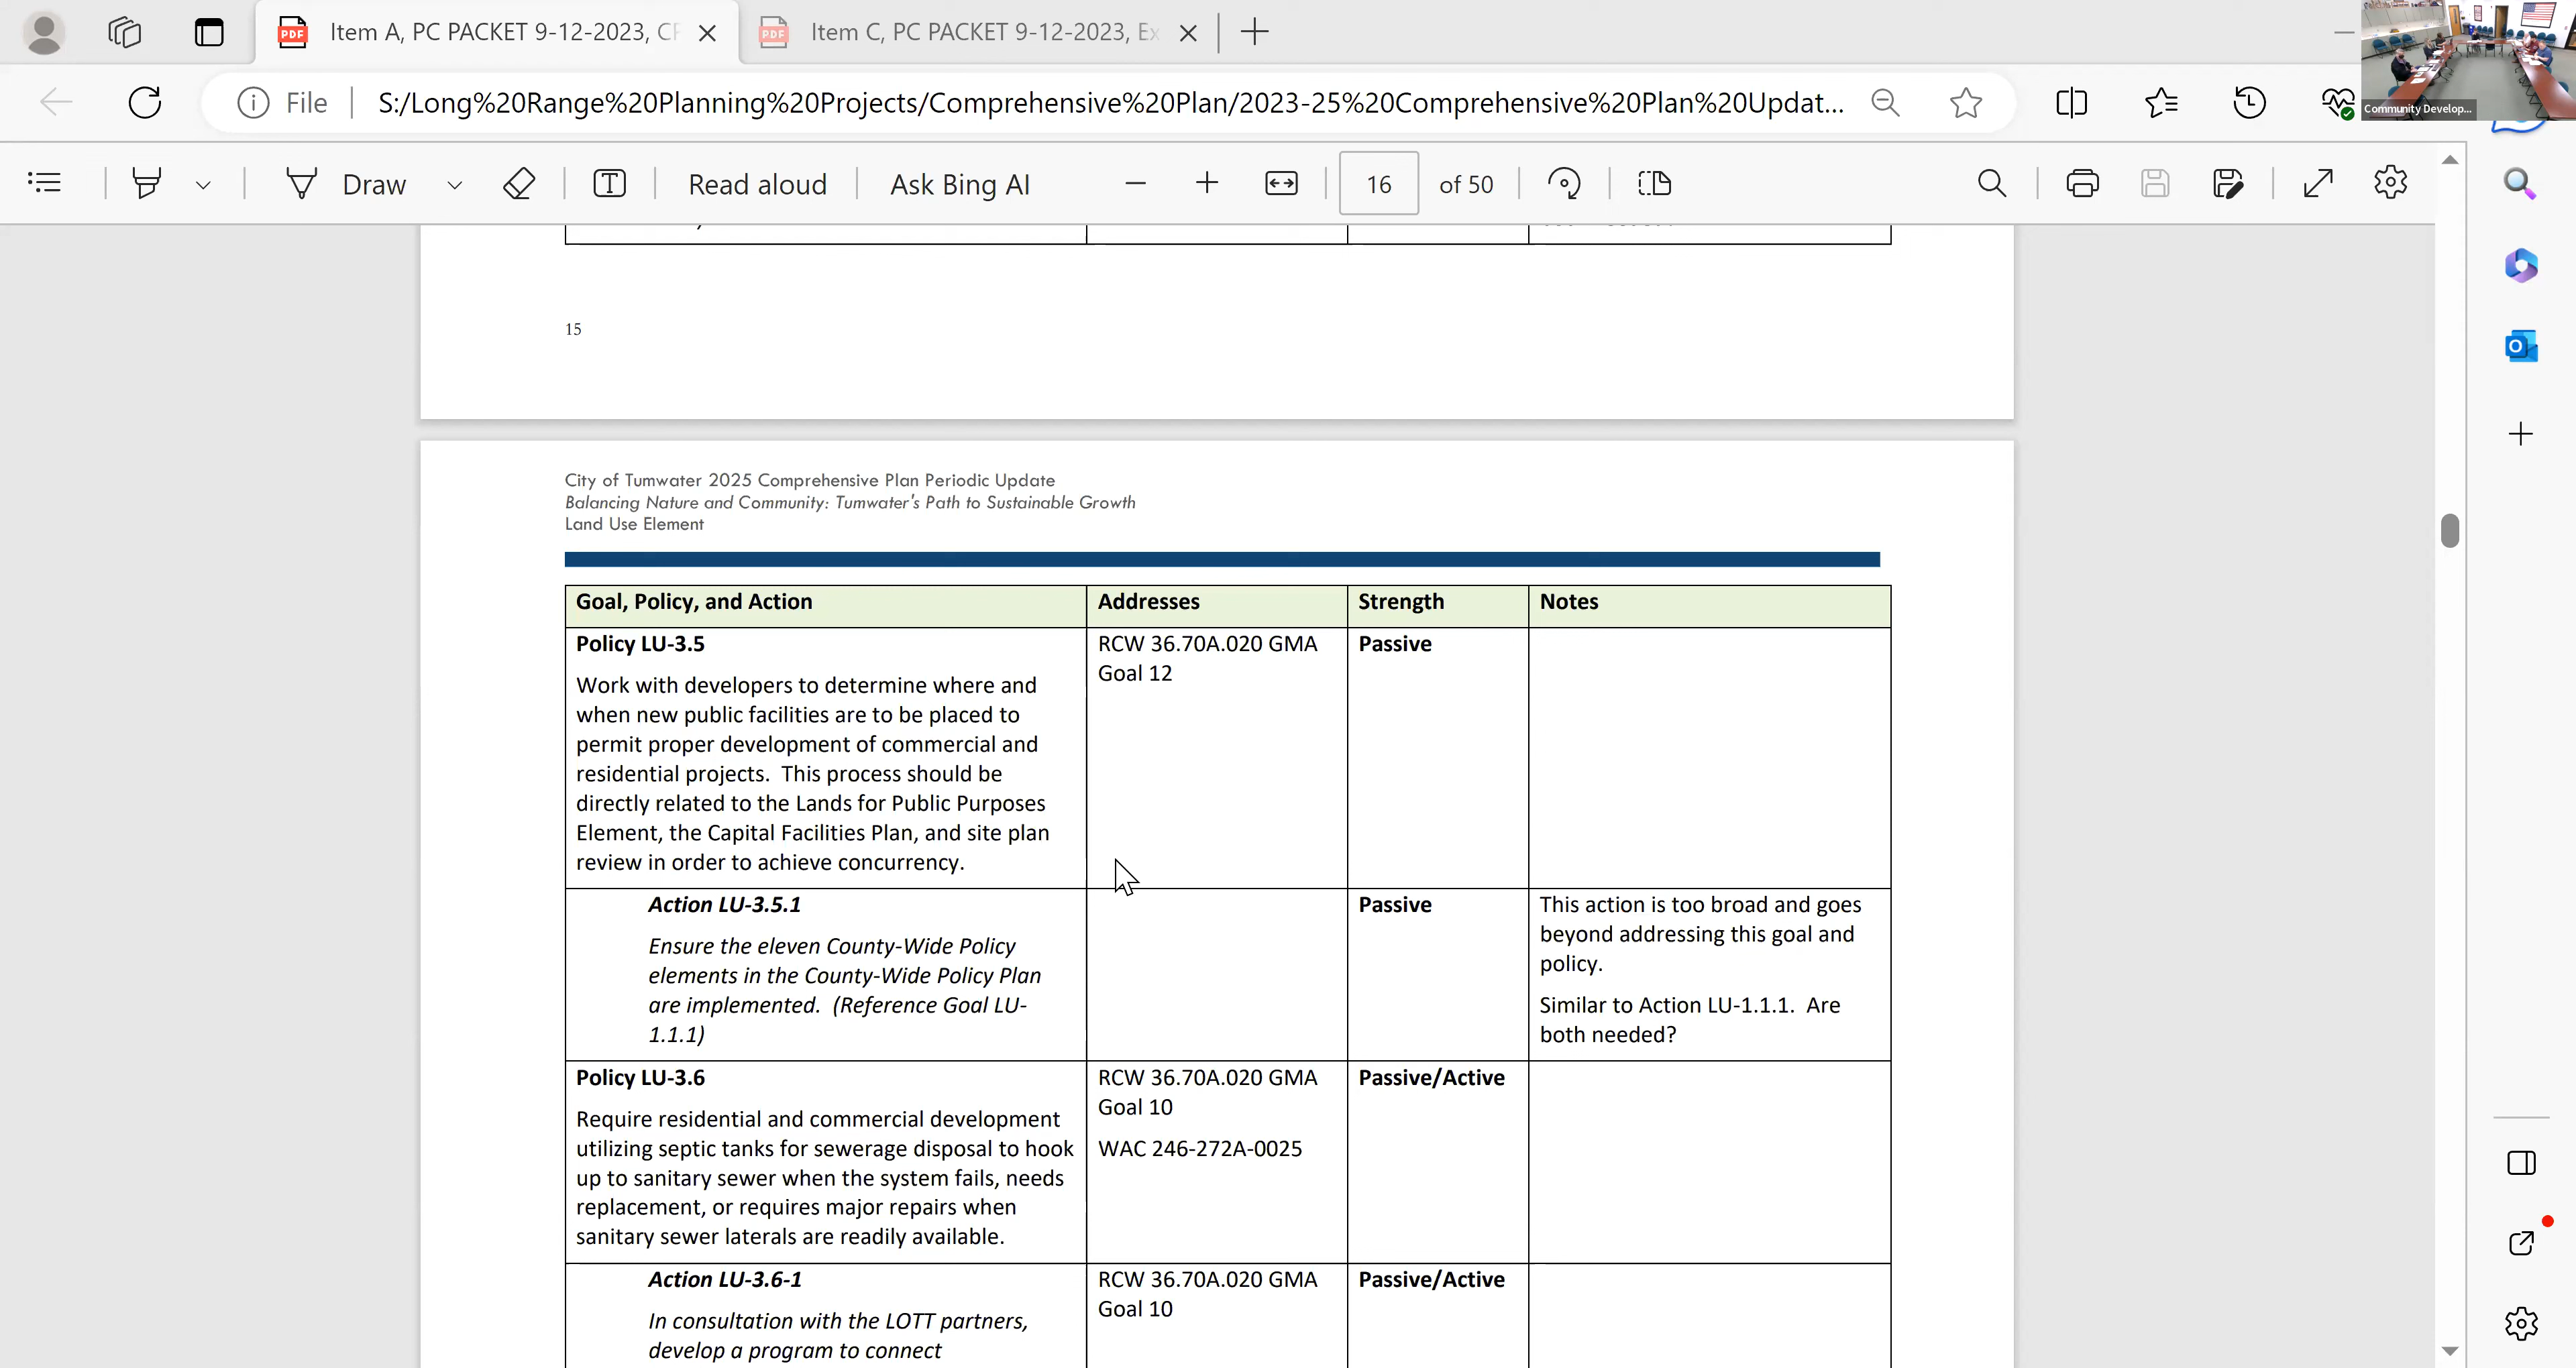 Item A, PC PACKET 9-12-2023, CF
Item C, PC PACKET 9-12-2023, Ex
File
S:/Long%20Range%20Planning%20Projects/Comprehensive%20Plan/2023-25%20Comprehensive%20Plan%20Updat...
Community Develop...
Draw
Read aloud
Ask Bing AI
16
of 50
15
City of Tumwater 2025 Comprehensive Plan Periodic Update
Balancing Nature and Community: Tumwater's Path to Sustainable Growth
Land Use Element
Goal, Policy, and Action
Addresses
Strength
Notes
Policy LU-3.5
Work with developers to determine where and
when new public facilities are to be placed to
permit proper development of commercial and
residential projects. This process should be
directly related to the Lands for Public Purposes
Element, the Capital Facilities Plan, and site plan
review in order to achieve concurrency.
RCW 36.70A.020 GMA
Goal 12
Passive
Action LU-3.5.1
Ensure the eleven County-Wide Policy
elements in the County-Wide Policy Plan
are implemented. (Reference Goal LU-
1.1.1)
Passive
This action is too broad and goes
beyond addressing this goal and
policy.
Similar to Action LU-1.1.1. Are
both needed?
Policy LU-3.6
Require residential and commercial development
utilizing septic tanks for sewerage disposal to hook
up to sanitary sewer when the system fails, needs
replacement, or requires major repairs when
sanitary sewer laterals are readily available.
RCW 36.70A.020 GMA
Goal 10
WAC 246-272A-0025
Passive/Active
Action LU-3.6-1
In consultation with the LOTT partners,
develop a program to connect
RCW 36.70A.020 GMA
Goal 10
Passive/Active